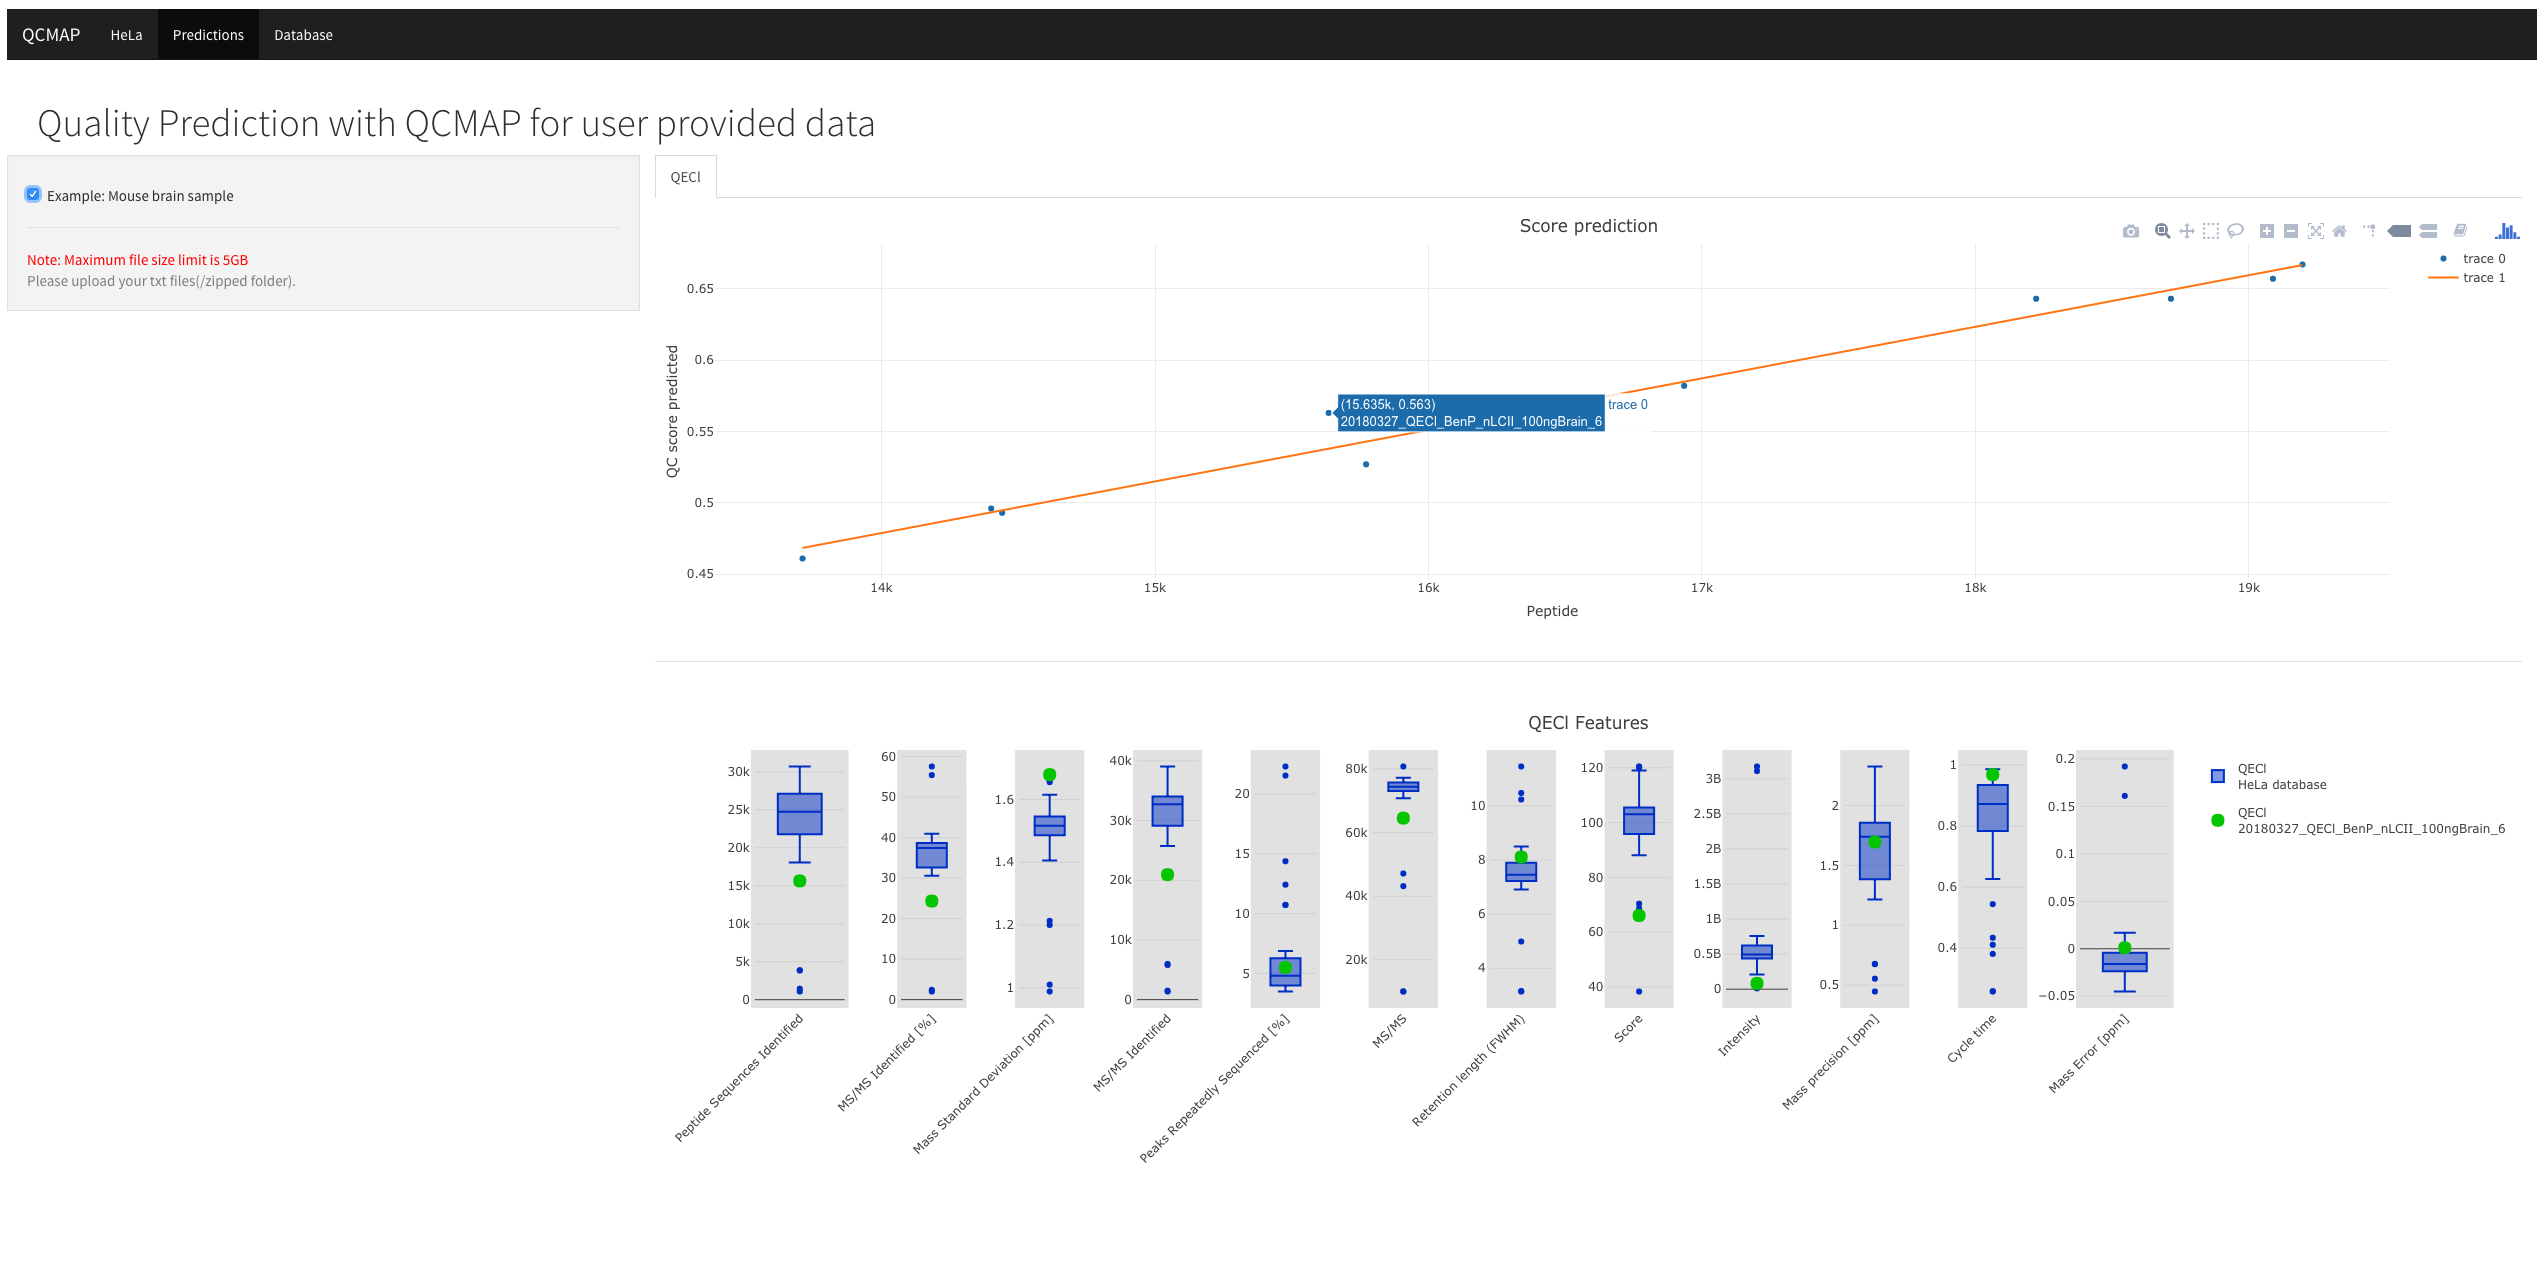 QCMAP HeLa Predictions Database
Quality Prediction with QCMAP for user provided data
Example: Mouse brain sample
Note: Maximum file size limit is 5GB
Please upload your txt files(/zipped folder).
QECl
Score prediction
trace 0
trace 1
QC score predicted
0.65
0.6
0.55
0.5
0.45
(15.635k, 0.563)
20180327_QECl_BenP_nLCII_100ngBrain_6
trace 0
14k 15k 16k 17k 18k 19k
Peptide
QECl Features
30k
25k
20k
15k
10k
5k
0
Peptide Sequences Identified
60
50
40
30
20
10
0
MS/MS Identified [%]
1.6
1.4
1.2
1
Mass Standard Deviation [ppm]
40k
30k
20k
10k
0
MS/MS Identified
20
15
10
5
Peaks Repeatedly Sequenced [%]
80k
60k
40k
20k
MS/MS
10
8
6
4
Retention length (FWHM)
120
100
80
60
40
Score
3B
2.5B
2B
1.5B
1B
0.5B
0
Intensity
2
1.5
1
0.5
Mass precision [ppm]
1
0.8
0.6
0.4
Cycle time
0.2
0.15
0.1
0.05
0
−0.05
Mass Error [ppm]
QECl
HeLa database
QECl
20180327_QECl_BenP_nLCII_100ngBrain_6